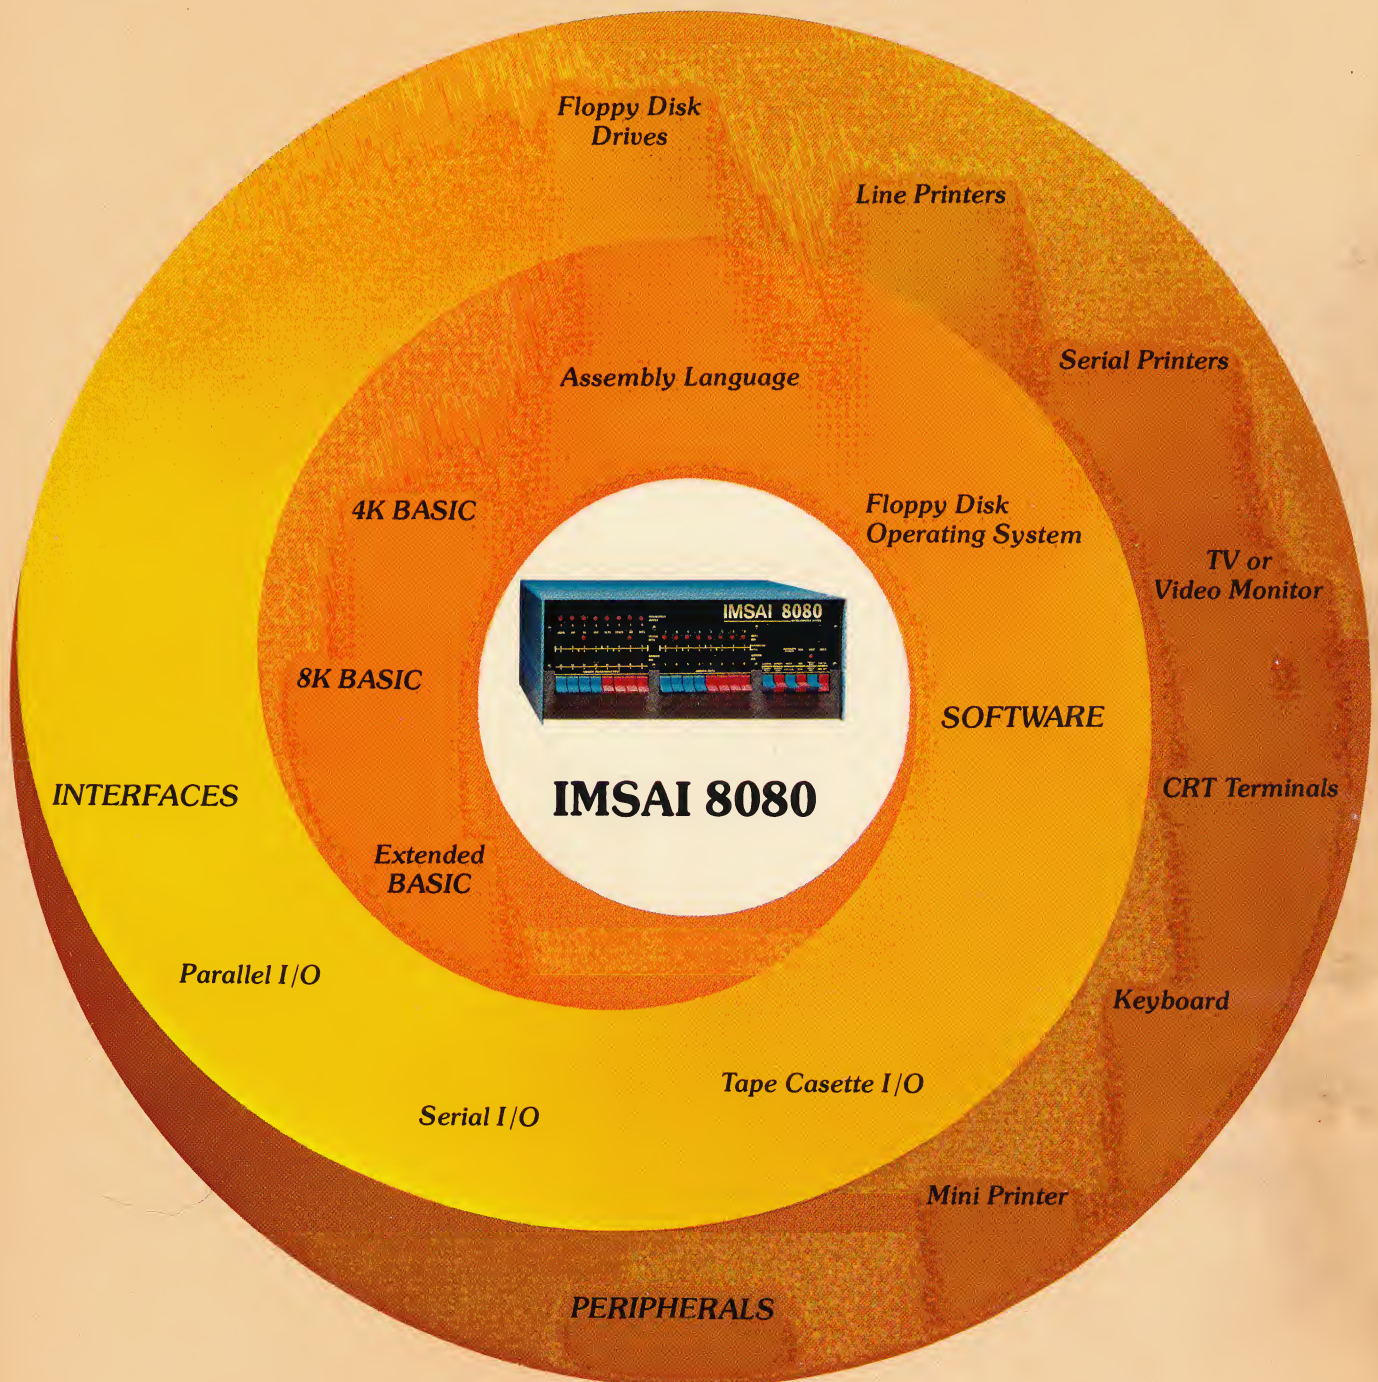 Floppy Disk
Drives
Line Printers
Serial Printers
Assembly Language
4K BASIC
Floppy Disk
Operating System
TV or
Video Monitor
IMSAI 8080
8K BASIC
SOFTWARE
INTERFACES
IMSAI 8080
CRT Terminals
Extended
BASIC
Parallel I/O
Keyboard
Tape Casette I/O
Serial I/O
Mini Printer
PERIPHERALS